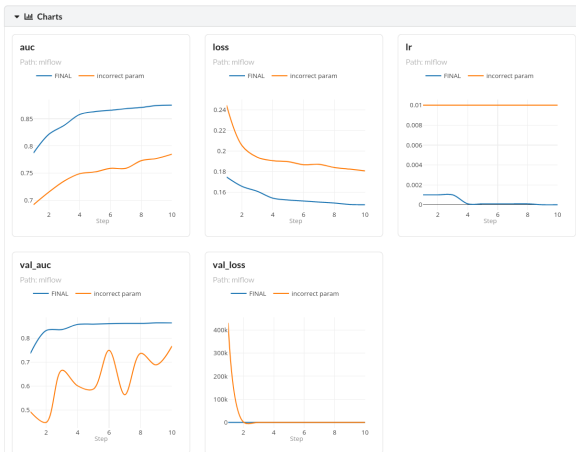 Charts
auc
Path: mlflow
FINAL incorrect param
0.85
0.8
0.75
0.7
2 4 6 8 10
Step
loss
Path: mlflow
FINAL incorrect param
0.24
0.22
0.2
0.18
0.16
2 4 6 8 10
Step
lr
Path: mlflow
FINAL incorrect param
0.01
0.008
0.006
0.004
0.002
0
2 4 6 8 10
Step
val_auc
Path: mlflow
FINAL incorrect param
0.8
0.7
0.6
0.5
2 4 6 8 10
Step
val_loss
Path: mlflow
FINAL incorrect param
400k
300k
200k
100k
0
2 4 6 8 10
Step